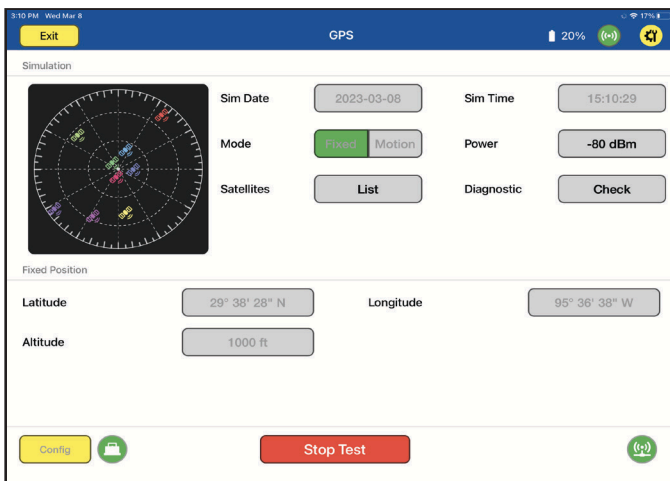 3:10 PM Wed Mar 8 17%
Exit GPS 20%
Simulation
Sim Date 2023-03-08 Sim Time 15:10:29
Mode Fixed Motion Power -80 dBm
Satellites List Diagnostic Check
Fixed Position
Latitude 29° 38' 28" N Longitude 95° 36' 38" W
Altitude 1000 ft
Config Stop Test